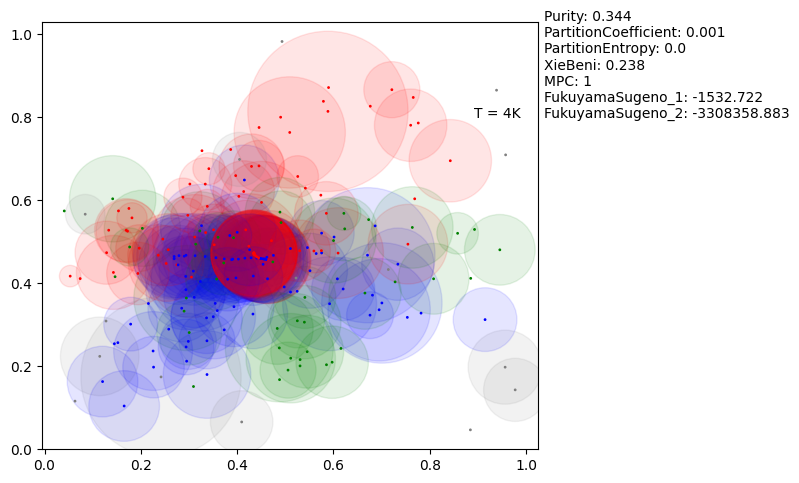 Purity: 0.344
PartitionCoefficient: 0.001
PartitionEntropy: 0.0
XieBeni: 0.238
MPC: 1
FukuyamaSugeno_1: -1532.722
FukuyamaSugeno_2: -3308358.883
T = 4K
1.0
0.8
0.6
0.4
0.2
0.0
0.0 0.2 0.4 0.6 0.8 1.0